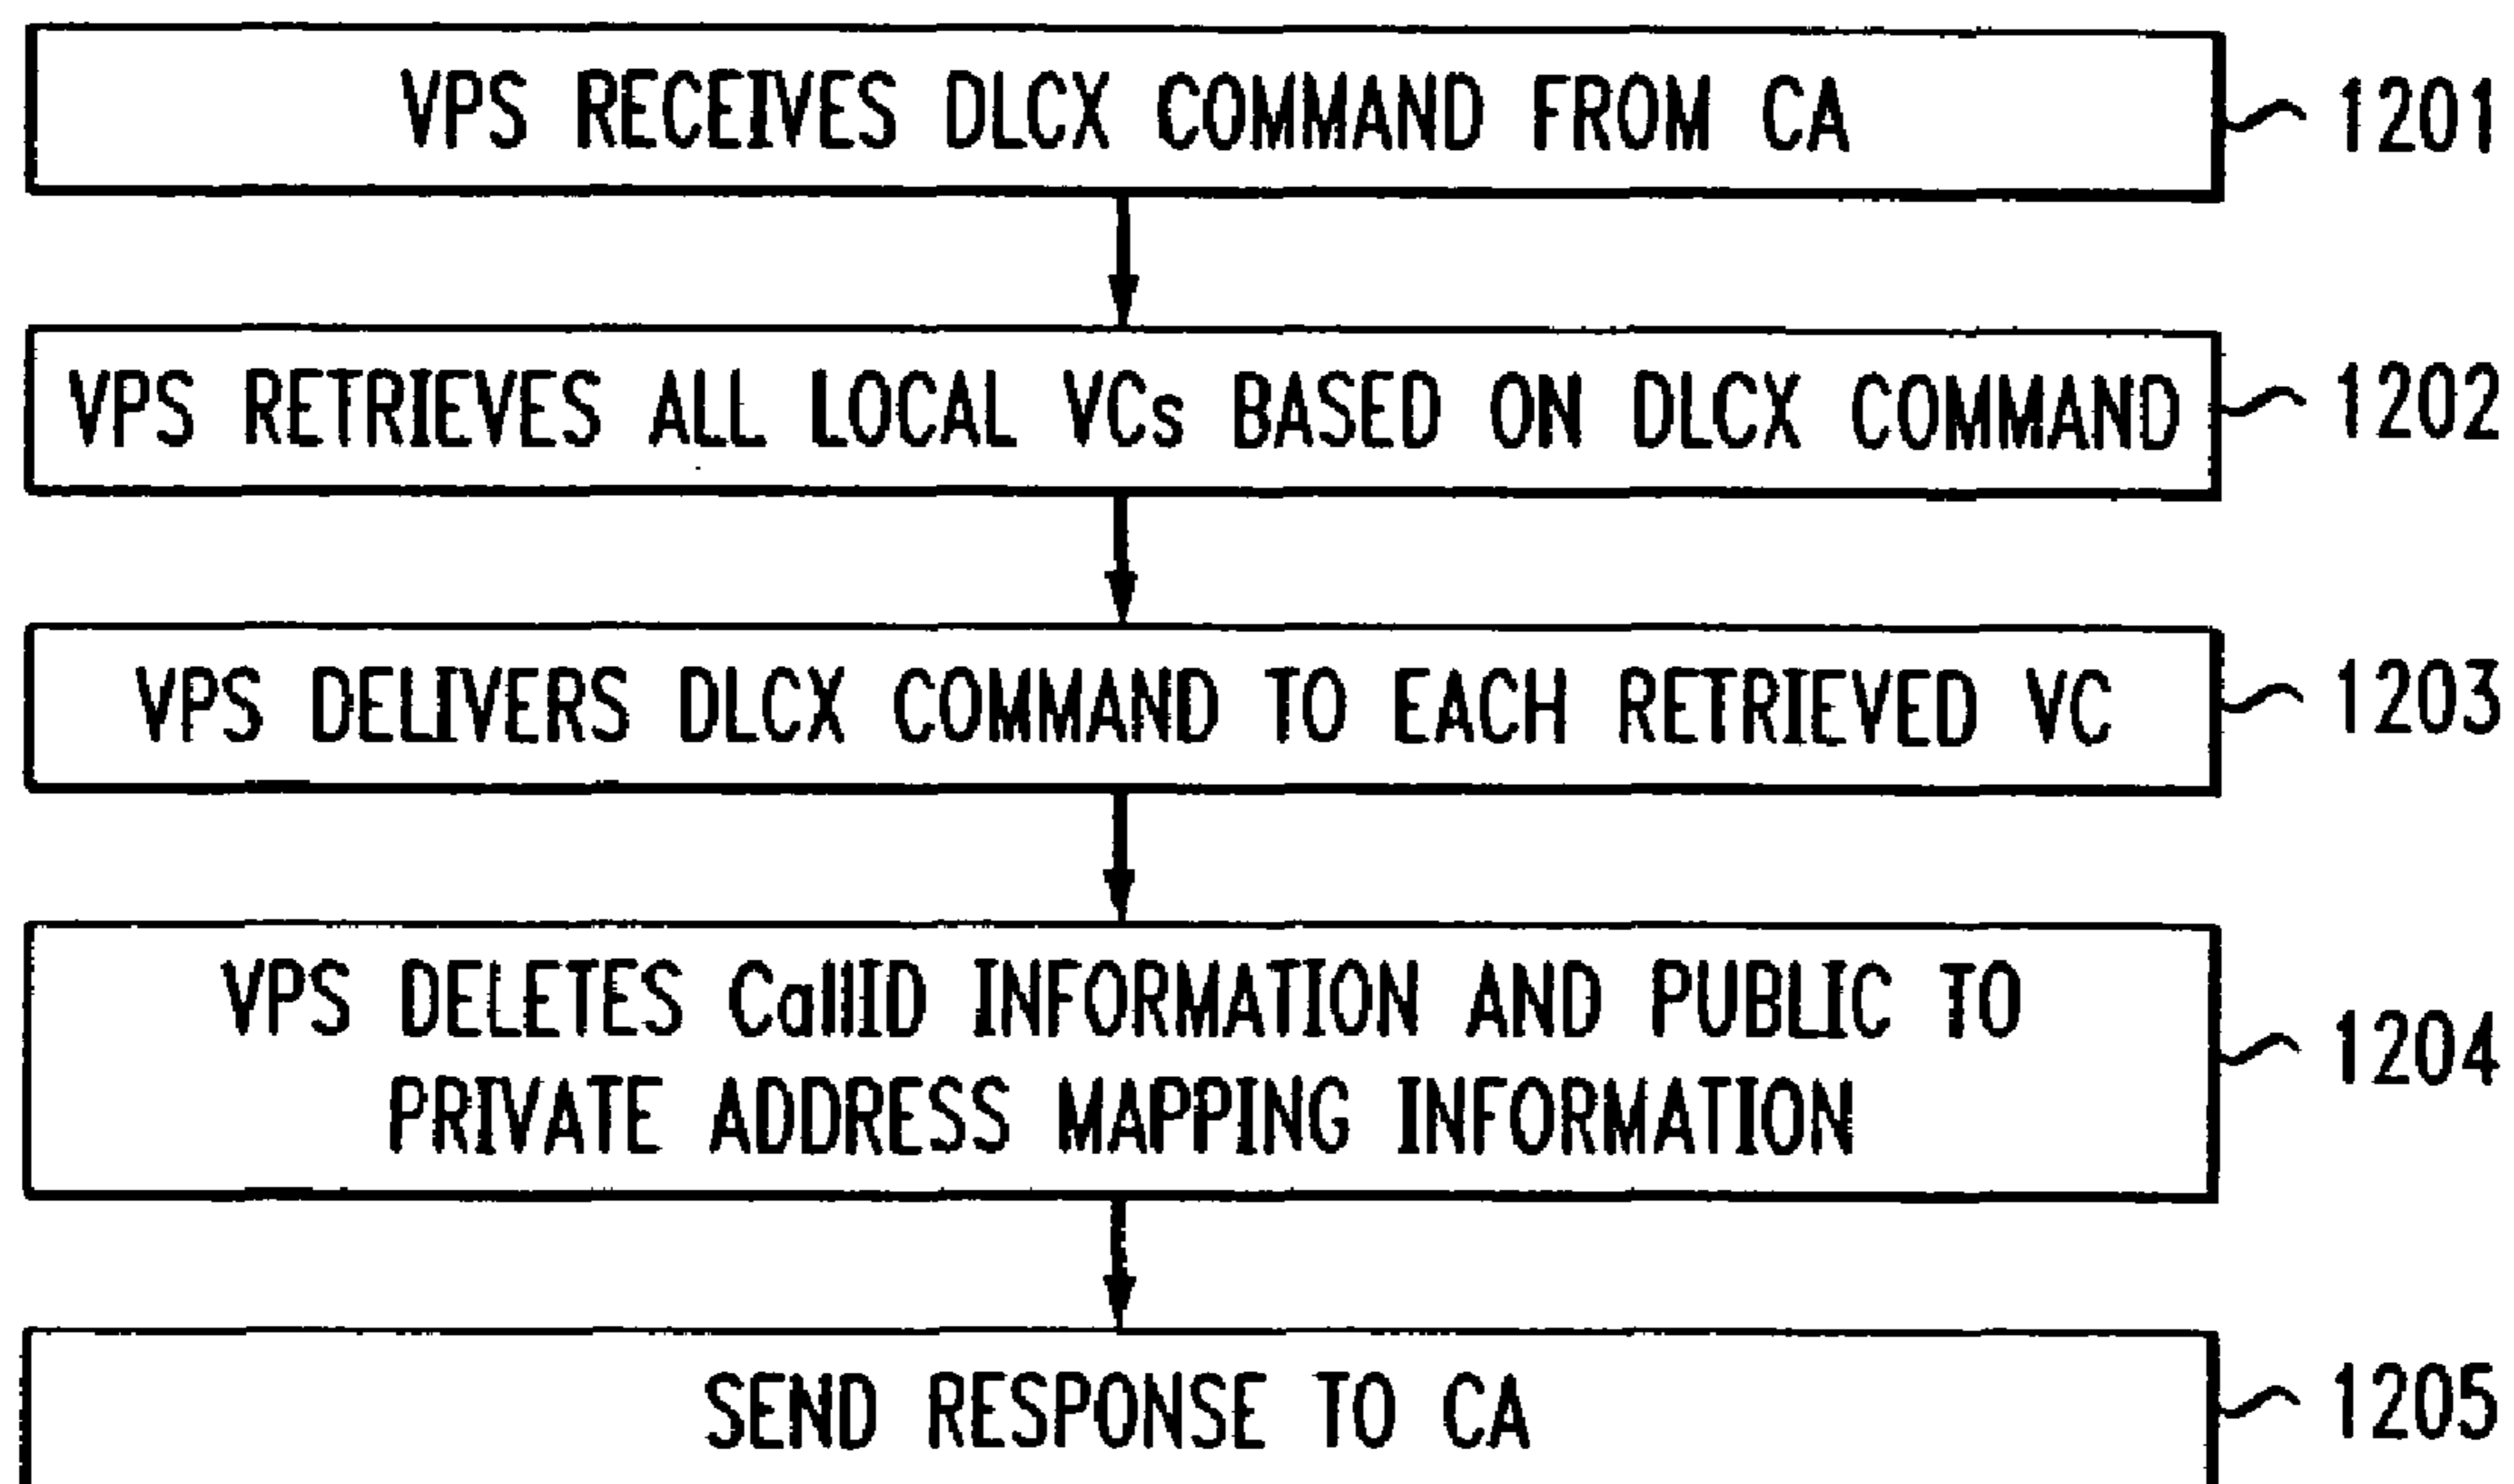 VPS RECEIVES DLCX COMMAND FROM CA
1201
VPS RETRIEVES ALL LOCAL VCs BASED ON DLCX COMMAND
1202
VPS DELIVERS DLCX COMMAND TO EACH RETRIEVED VC
1203
VPS DELETES CallID INFORMATION AND PUBLIC TO
PRIVATE ADDRESS MAPPING INFORMATION
1204
SEND RESPONSE TO CA
1205